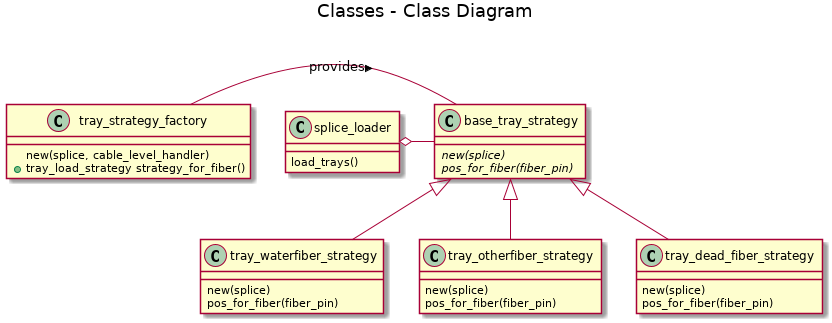 Classes - Class Diagram
provides
C tray_strategy_factory
new(splice, cable_level_handler)
tray_load_strategy strategy_for_fiber()
C splice_loader
load_trays()
C base_tray_strategy
new(splice)
pos_for_fiber(fiber_pin)
C tray_waterfiber_strategy
new(splice)
pos_for_fiber(fiber_pin)
C tray_otherfiber_strategy
new(splice)
pos_for_fiber(fiber_pin)
C tray_dead_fiber_strategy
new(splice)
pos_for_fiber(fiber_pin)